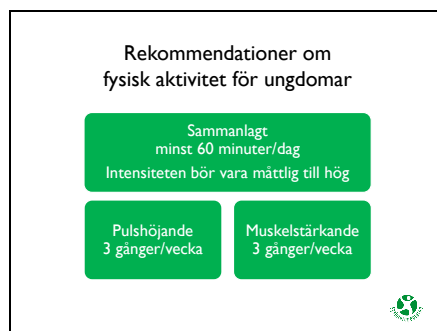 Rekommendationer om
fysisk aktivitet för ungdomar
Sammanlagt
minst 60 minuter/dag
Intensiteten bör vara måttlig till hög
Pulshöjande
3 gånger/vecka
Muskelstärkande
3 gånger/vecka